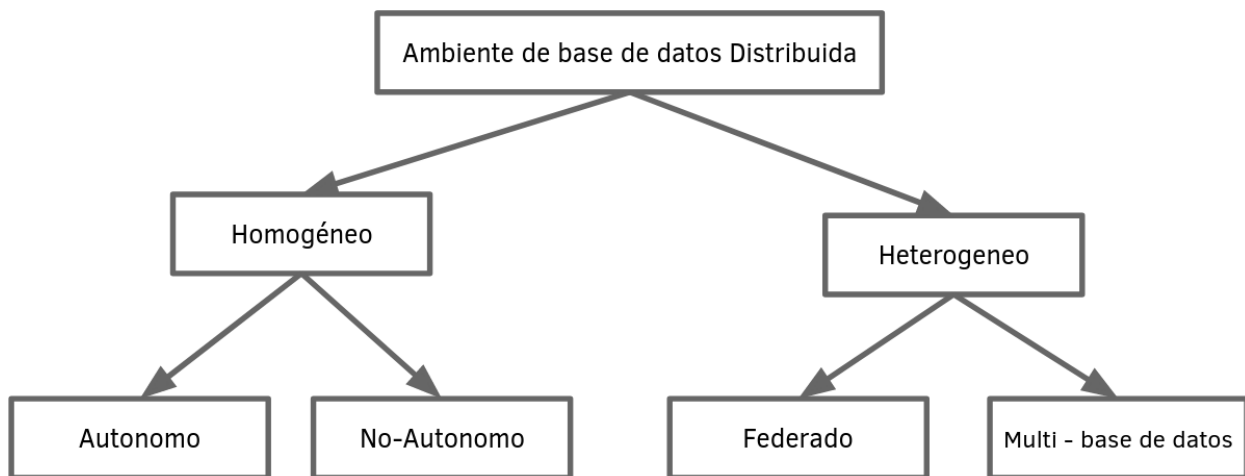 Ambiente de base de datos Distribuida
Homogéneo
Heterogeneo
Autonomo
No-Autonomo
Federado
Multi - base de datos